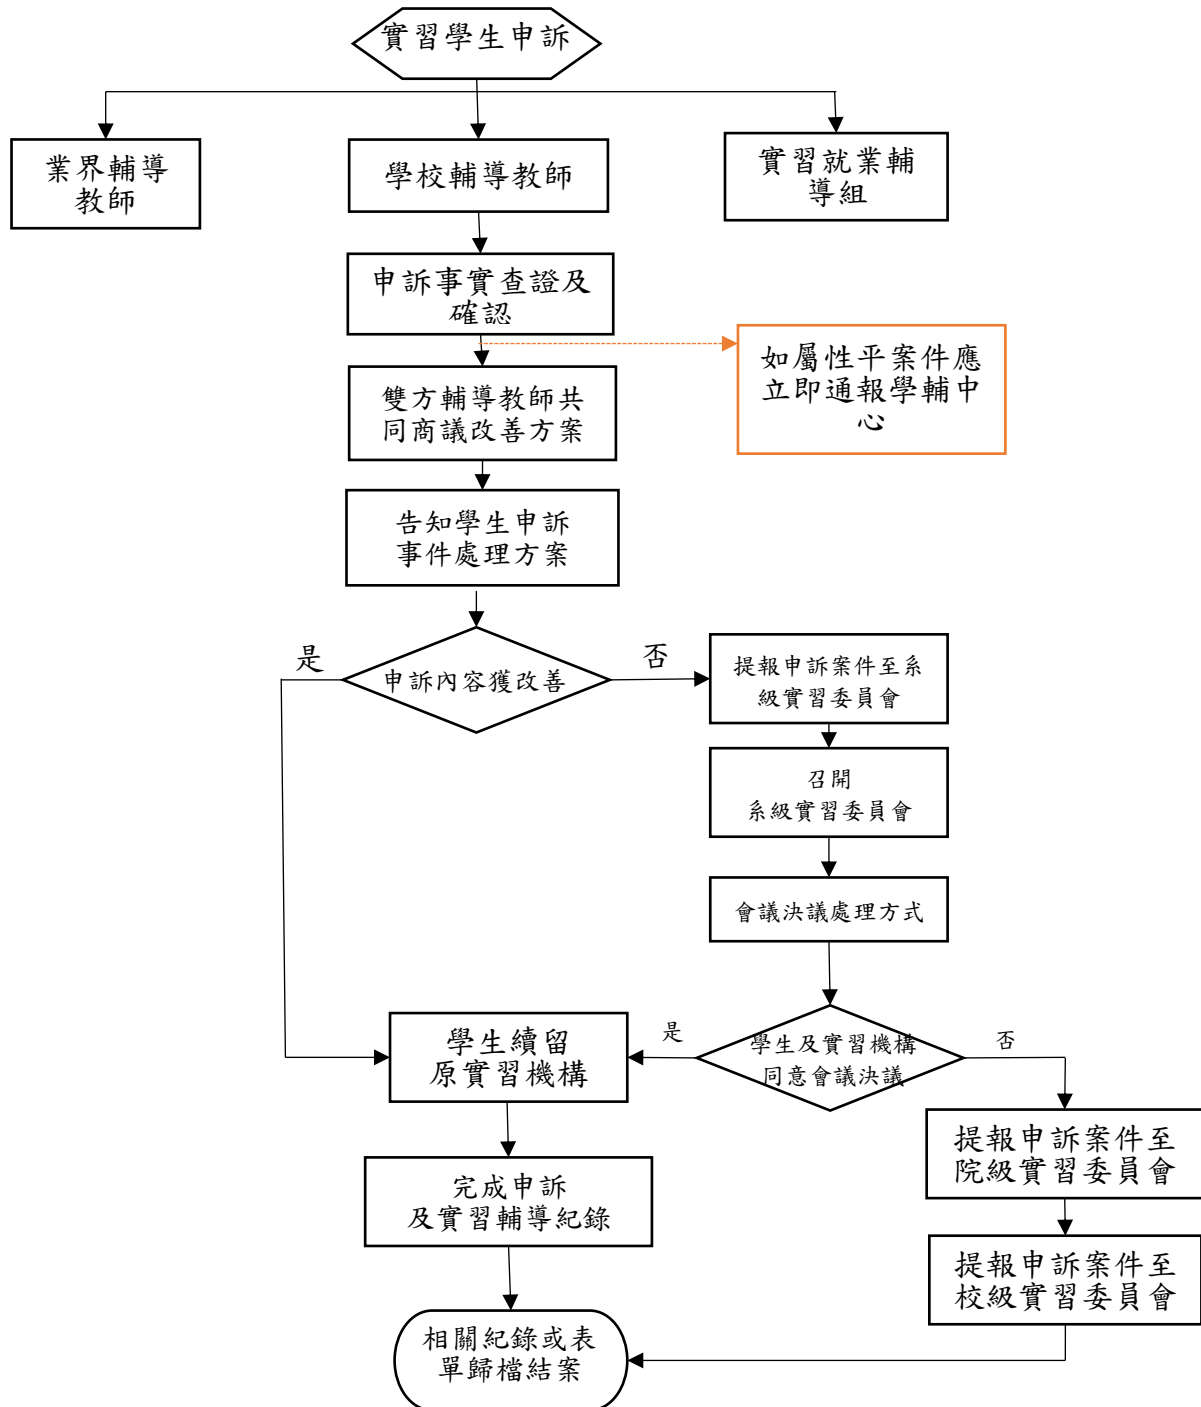 實習學生申訴
業界輔導
教師
學校輔導教師
實習就業輔
導組
申訴事實查證及
確認
如屬性平案件應
立即通報學輔中
心
雙方輔導教師共
同商議改善方案
告知學生申訴
事件處理方案
是
申訴內容獲改善
否
提報申訴案件至系
級實習委員會
召開
系級實習委員會
會議決議處理方式
學生續留
原實習機構
是
學生及實習機構
同意會議決議
否
提報申訴案件至
院級實習委員會
完成申訴
及實習輔導紀錄
提報申訴案件至
校級實習委員會
相關紀錄或表
單歸檔結案